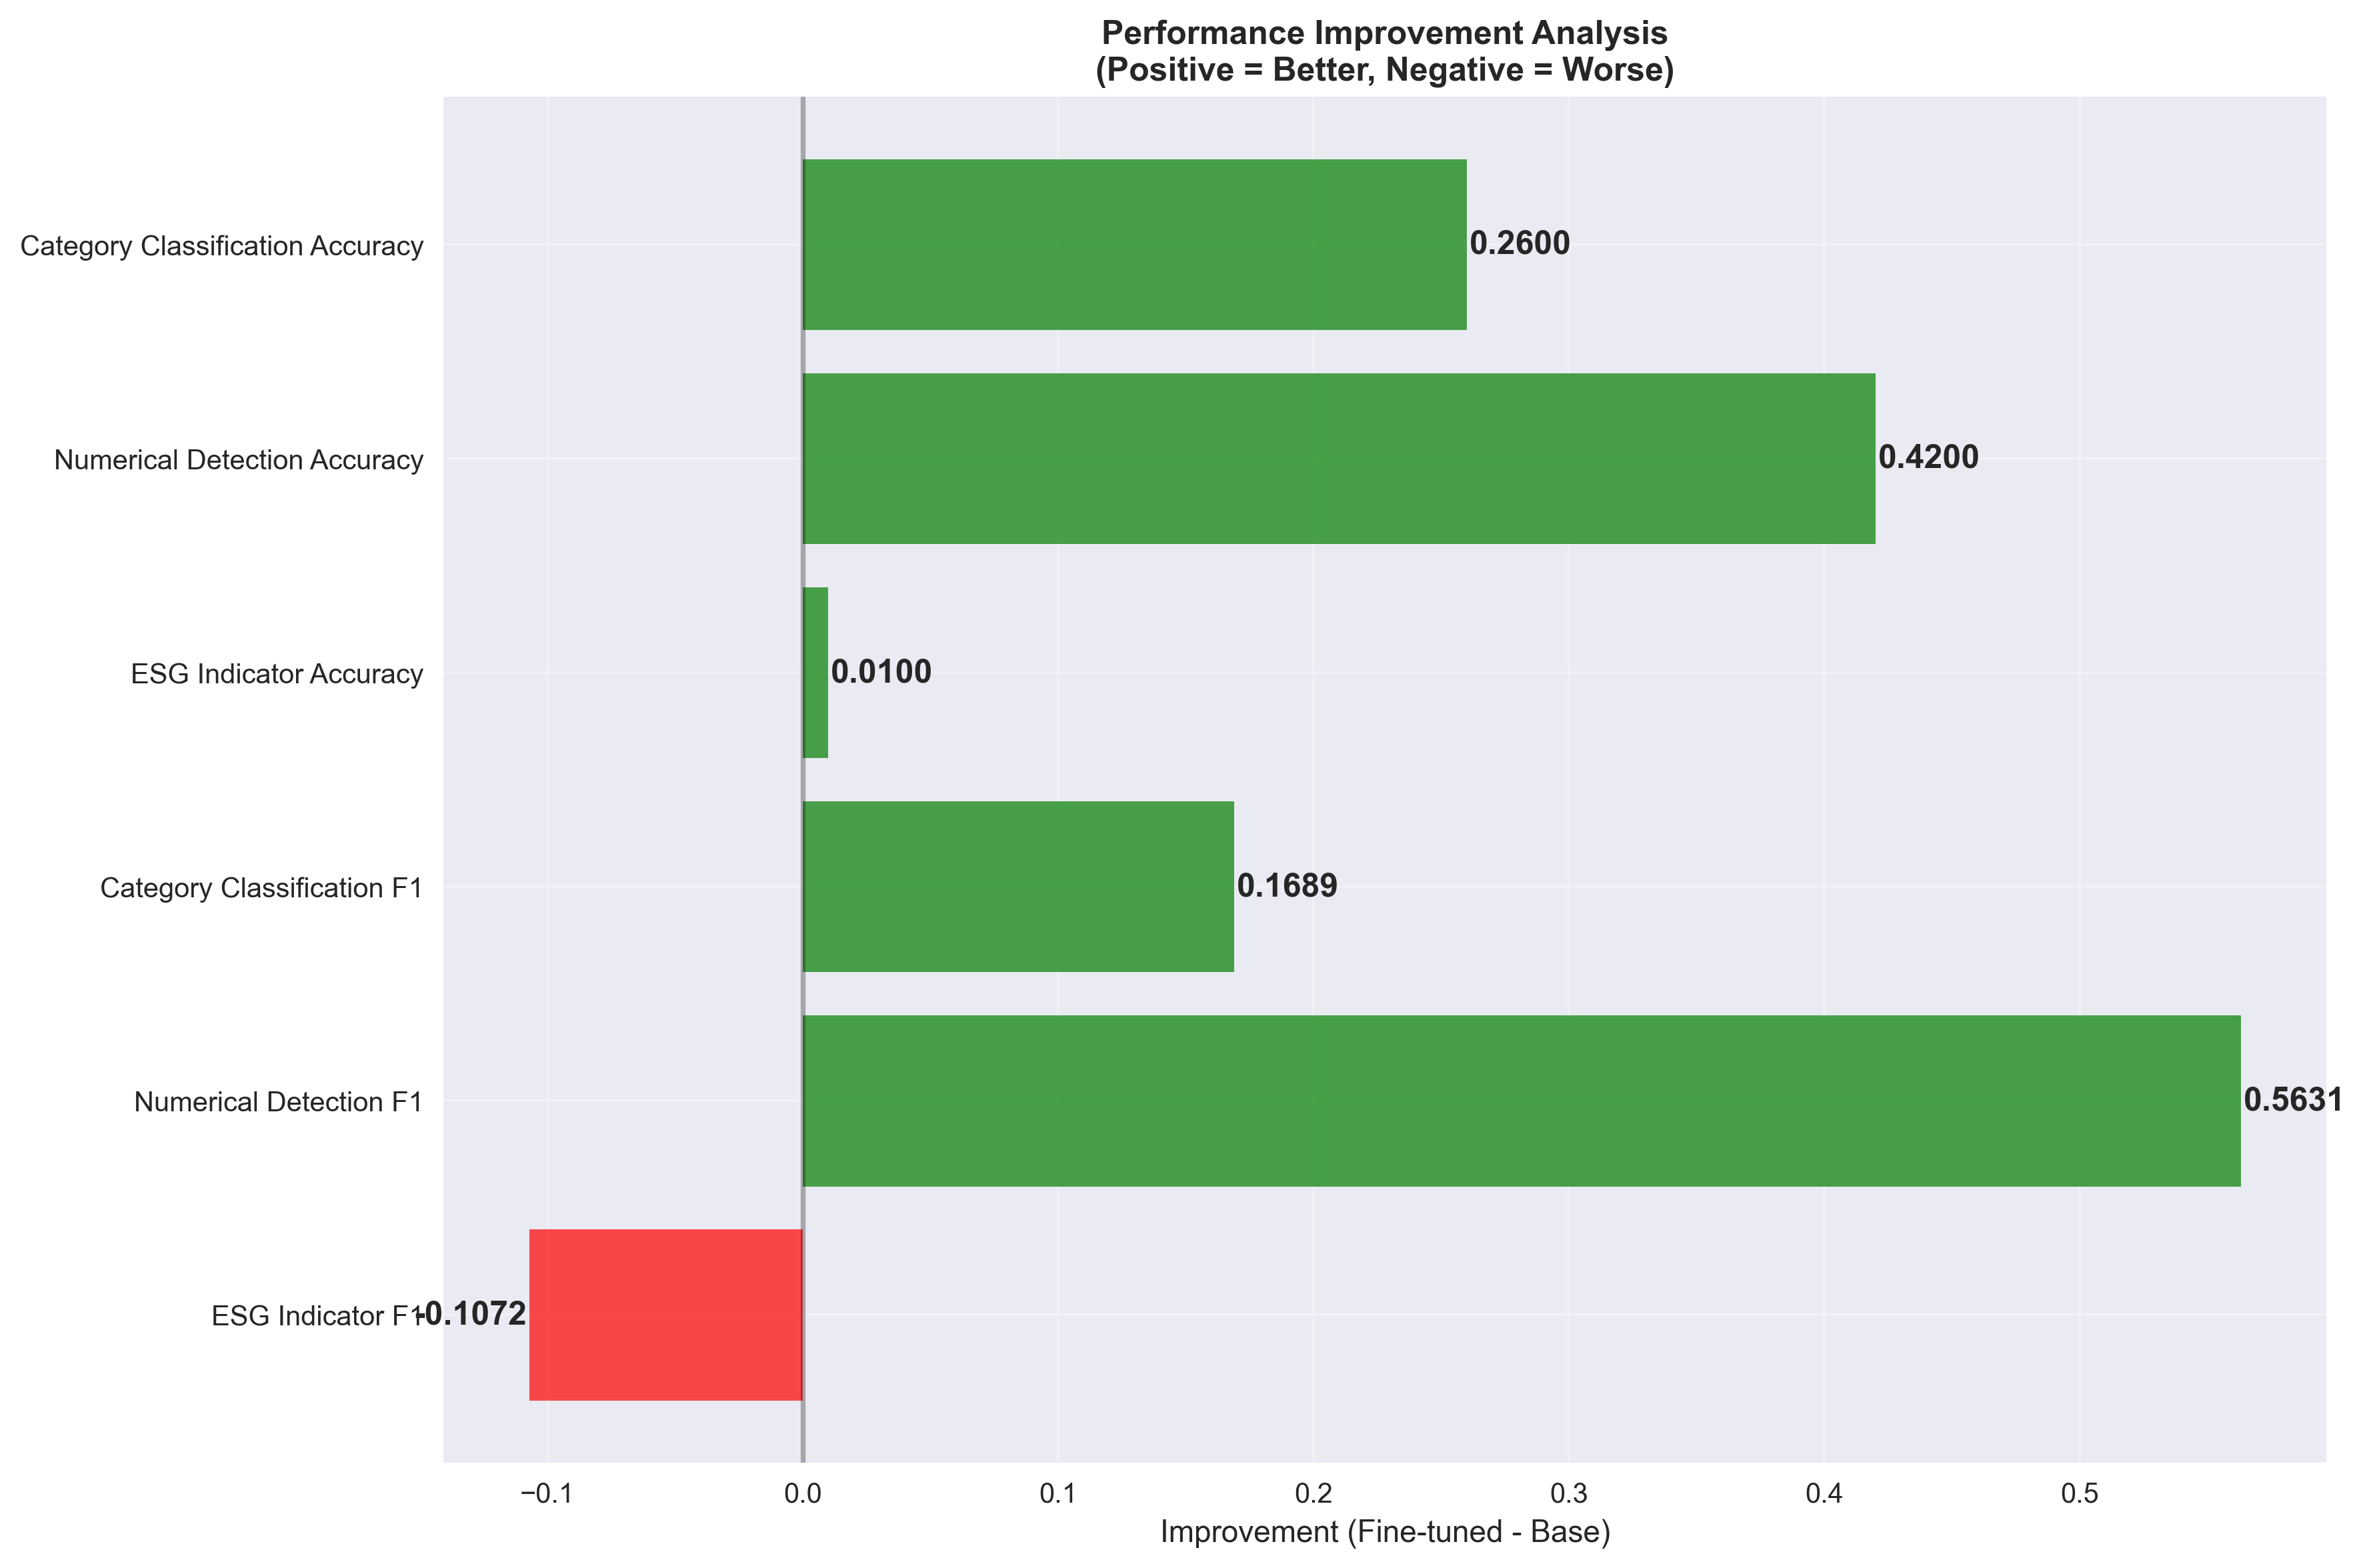 Performance Improvement Analysis
(Positive = Better, Negative = Worse)
Category Classification Accuracy
0.2600
Numerical Detection Accuracy
0.4200
ESG Indicator Accuracy
0.0100
Category Classification F1
0.1689
Numerical Detection F1
0.5631
ESG Indicator F1
-0.1072
−0.1 0.0 0.1 0.2 0.3 0.4 0.5
Improvement (Fine-tuned - Base)